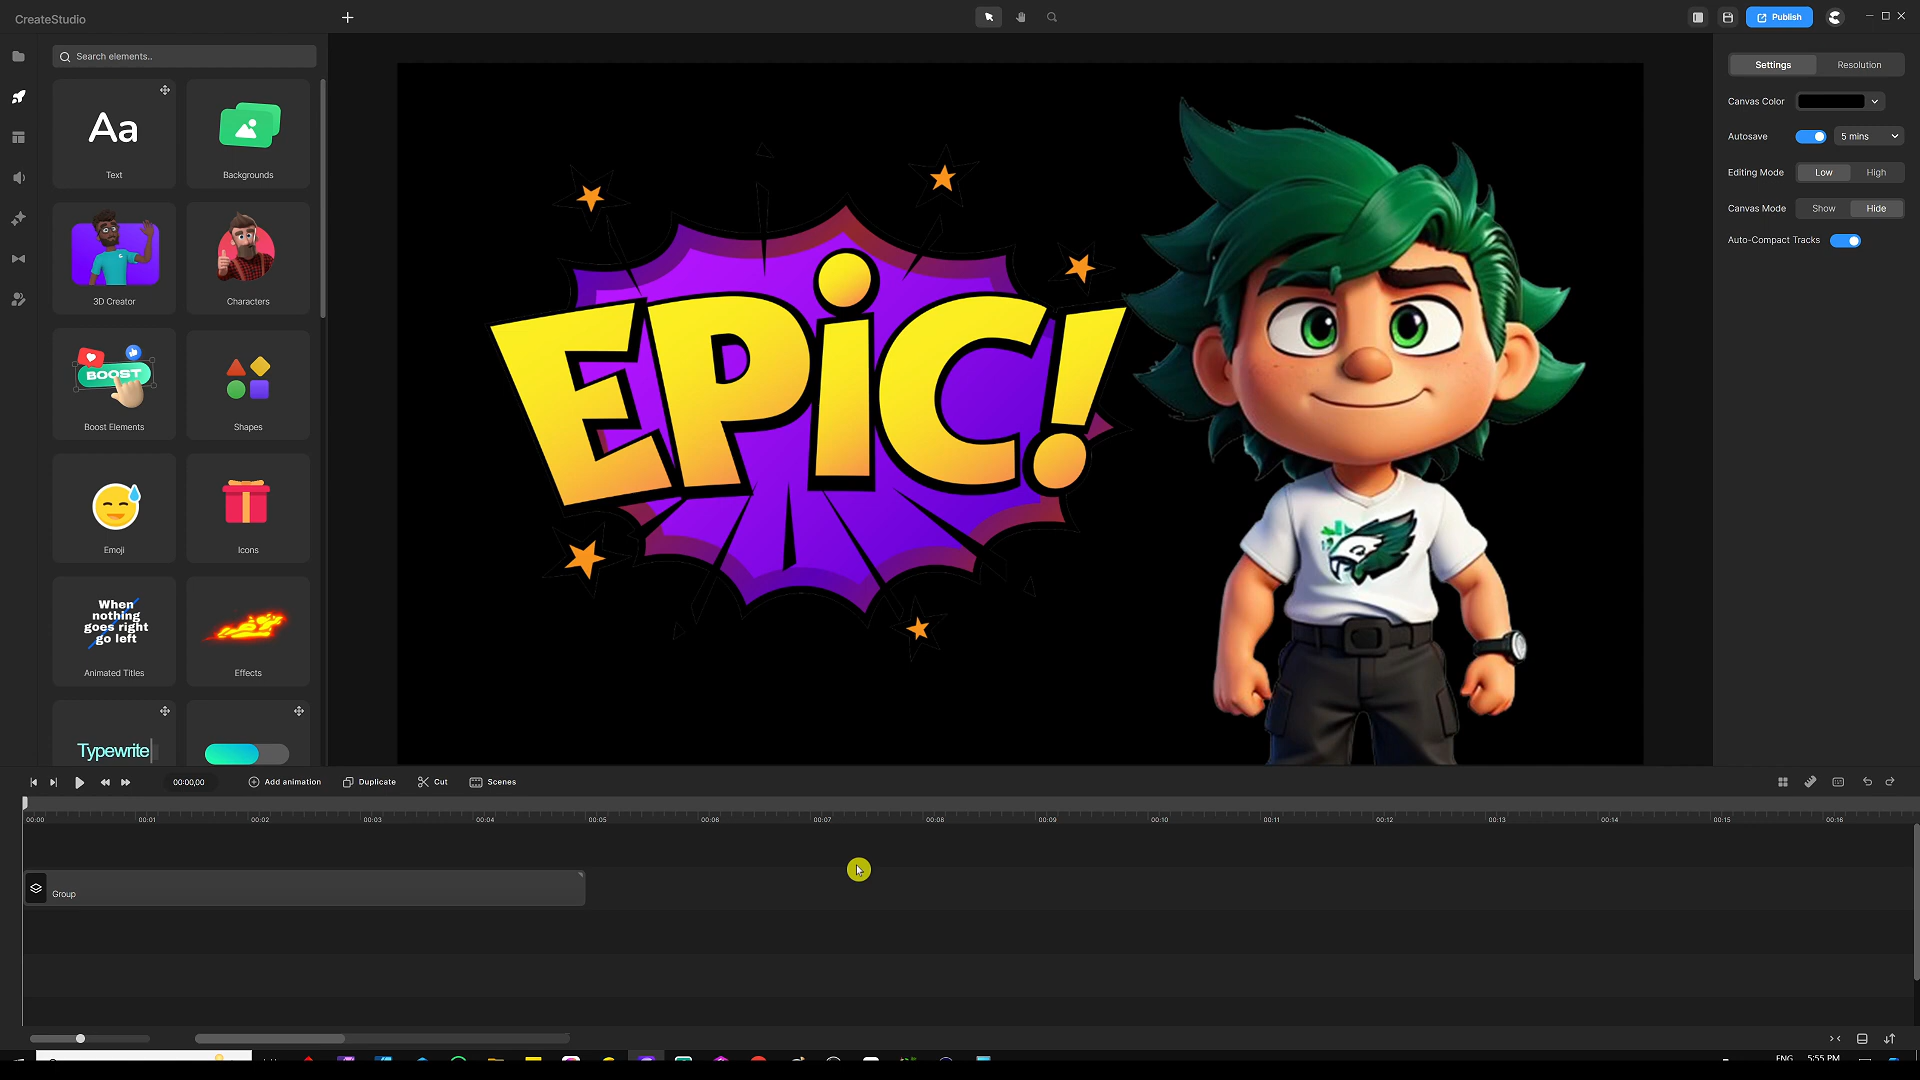 CreateStudio
Publish
Search elements..
Settings
Resolution
Aa
Text
Backgrounds
Canvas Color
Autosave
5 mins
Editing Mode
Low
High
Canvas Mode
Show
Hide
Auto-Compact Tracks
3D Creator
Characters
EPiC!
BOOST
Boost Elements
Shapes
Emoji
Icons
When
nothing
goes right
go left
Animated Titles
Effects
Typewrite
00:00,00
Add animation
Duplicate
Cut
Scenes
00:00
00:01
00:02
00:03
00:04
00:05
00:06
00:07
00:08
00:09
00:10
00:11
00:12
00:13
00:14
00:15
00:16
Group
ENG
5:55 PM